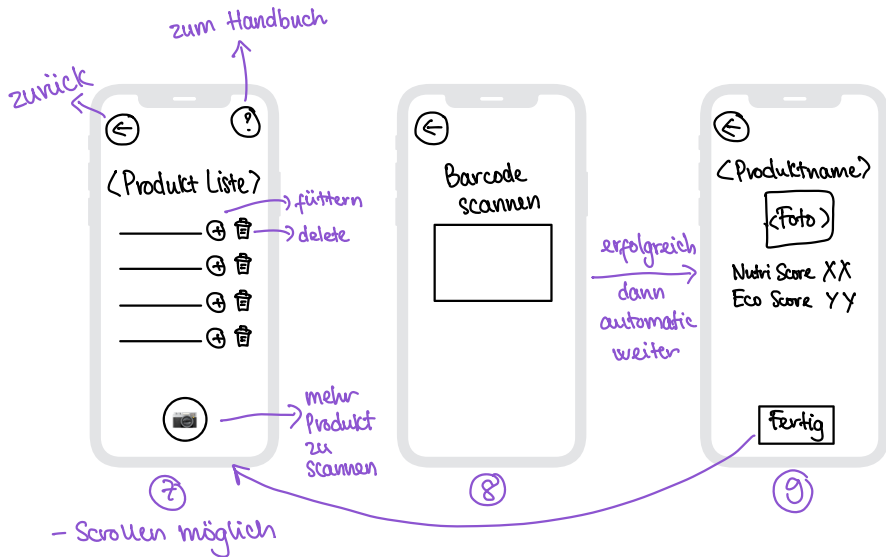 zum Handbuch
zurück
!
<Produkt Liste>
füttern
delete
mehr
Produkt
zu
scannen
7
- Scrollen möglich
Barcode
scannen
8
erfolgreich
dann
automatic
weiter
<Produktname>
<Foto>
Nutri Score XX
Eco Score YY
Fertig
9